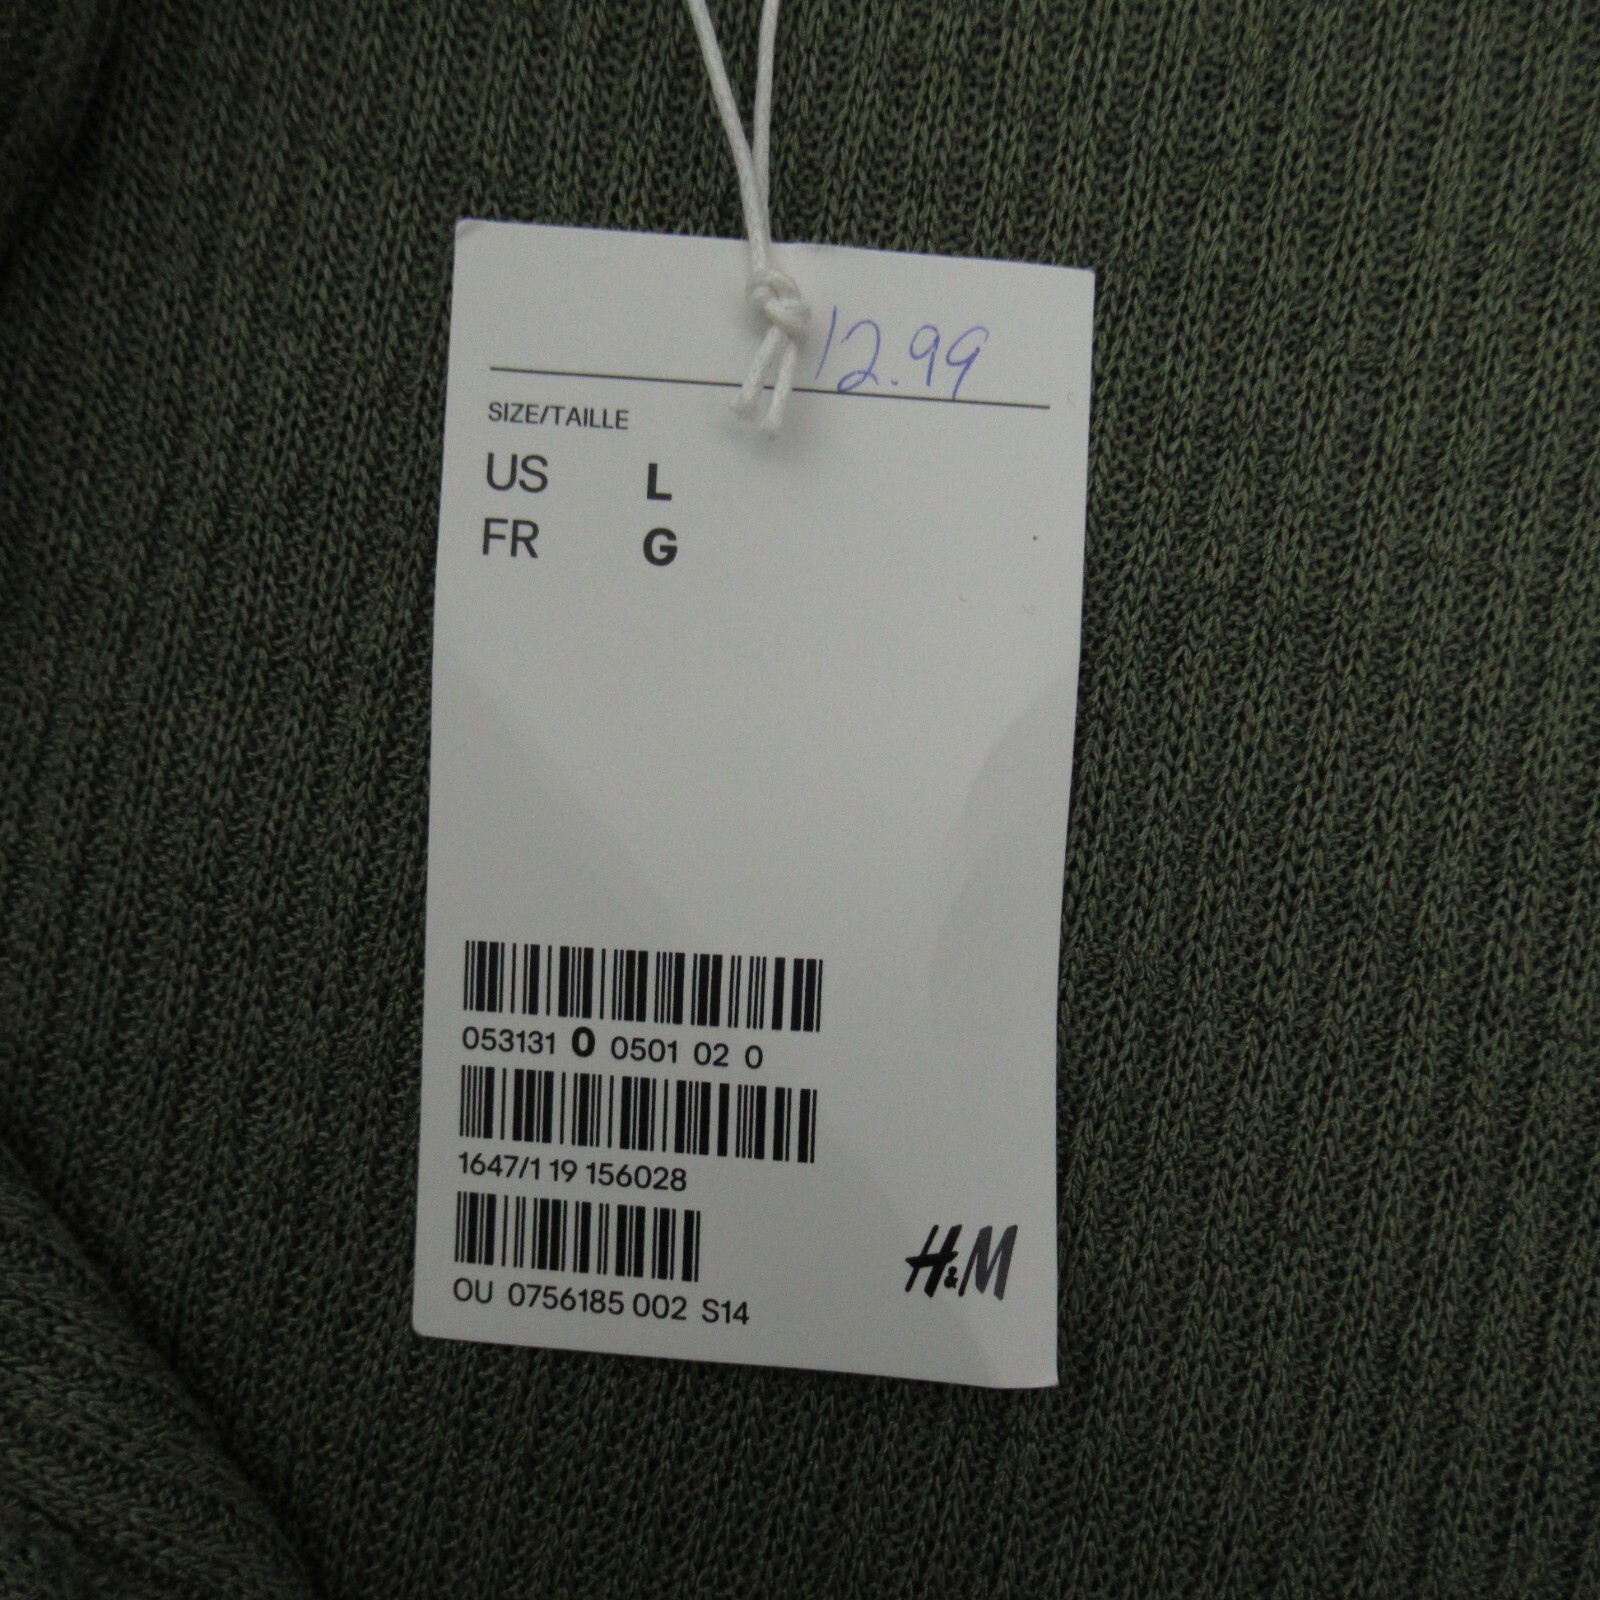 12.99
SIZE/TAILLE
US L
FR G
053131 0 0501 02 0
1647/1 19 156028
OU 0756185 002 S14
H&M